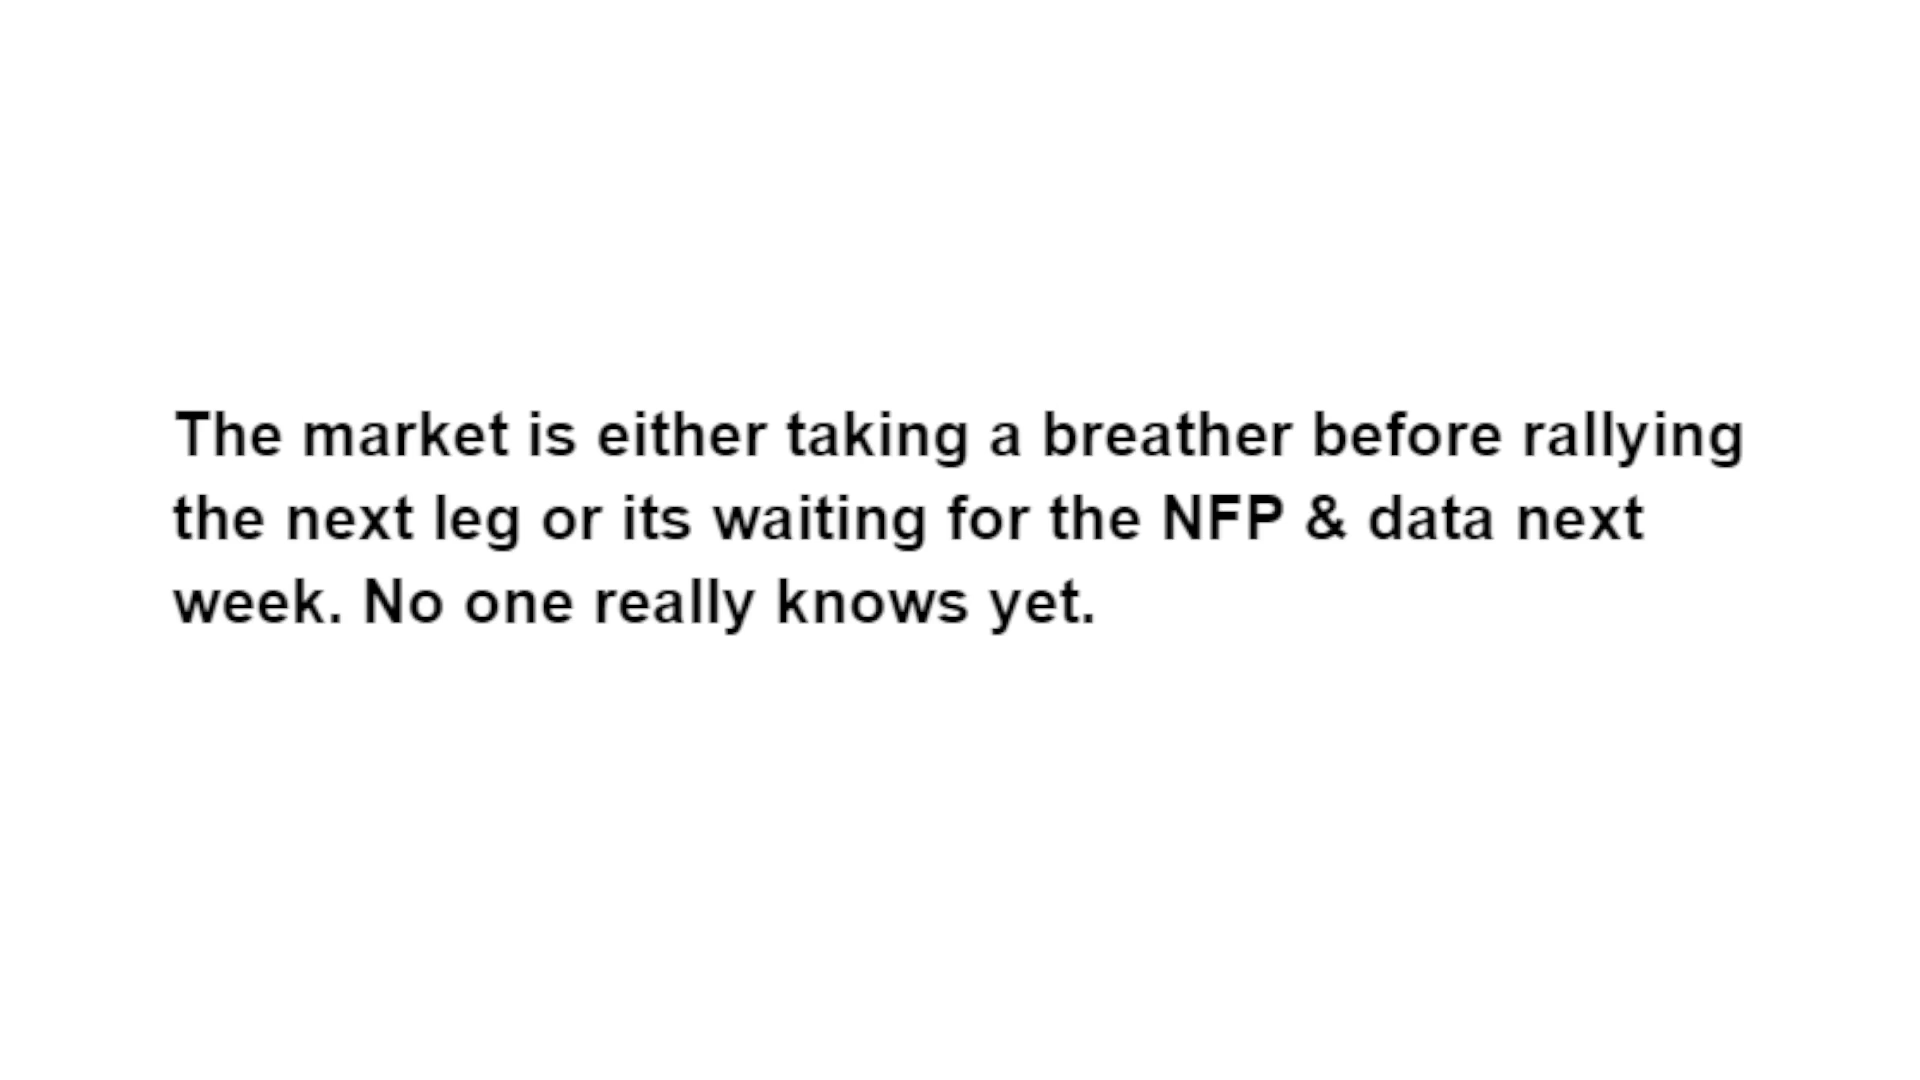 The market is either taking a breather before rallying
the next leg or its waiting for the NFP & data next
week. No one really knows yet.